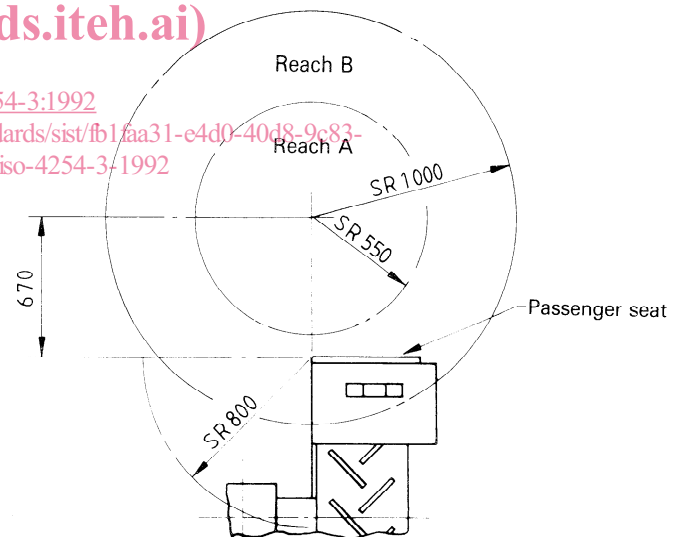 ds.iteh.ai)
Reach B
54-3:1992
dards/sist/fb1faa31-e4d0-40d8-9c83-
Reach A
iso-4254-3-1992
SR 1000
SR 550
670
Passenger seat
SR 800